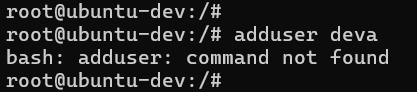 root@ubuntu-dev:/#
root@ubuntu-dev:/# adduser deva
bash: adduser: command not found
root@ubuntu-dev:/#